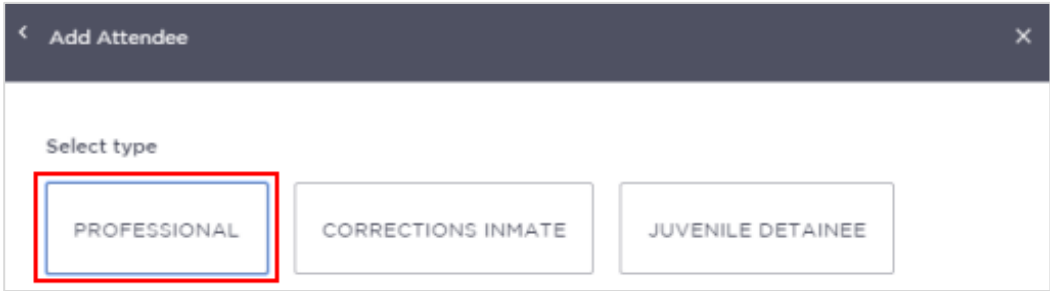 Add Attendee
Select type
PROFESSIONAL CORRECTIONS INMATE JUVENILE DETAINEE